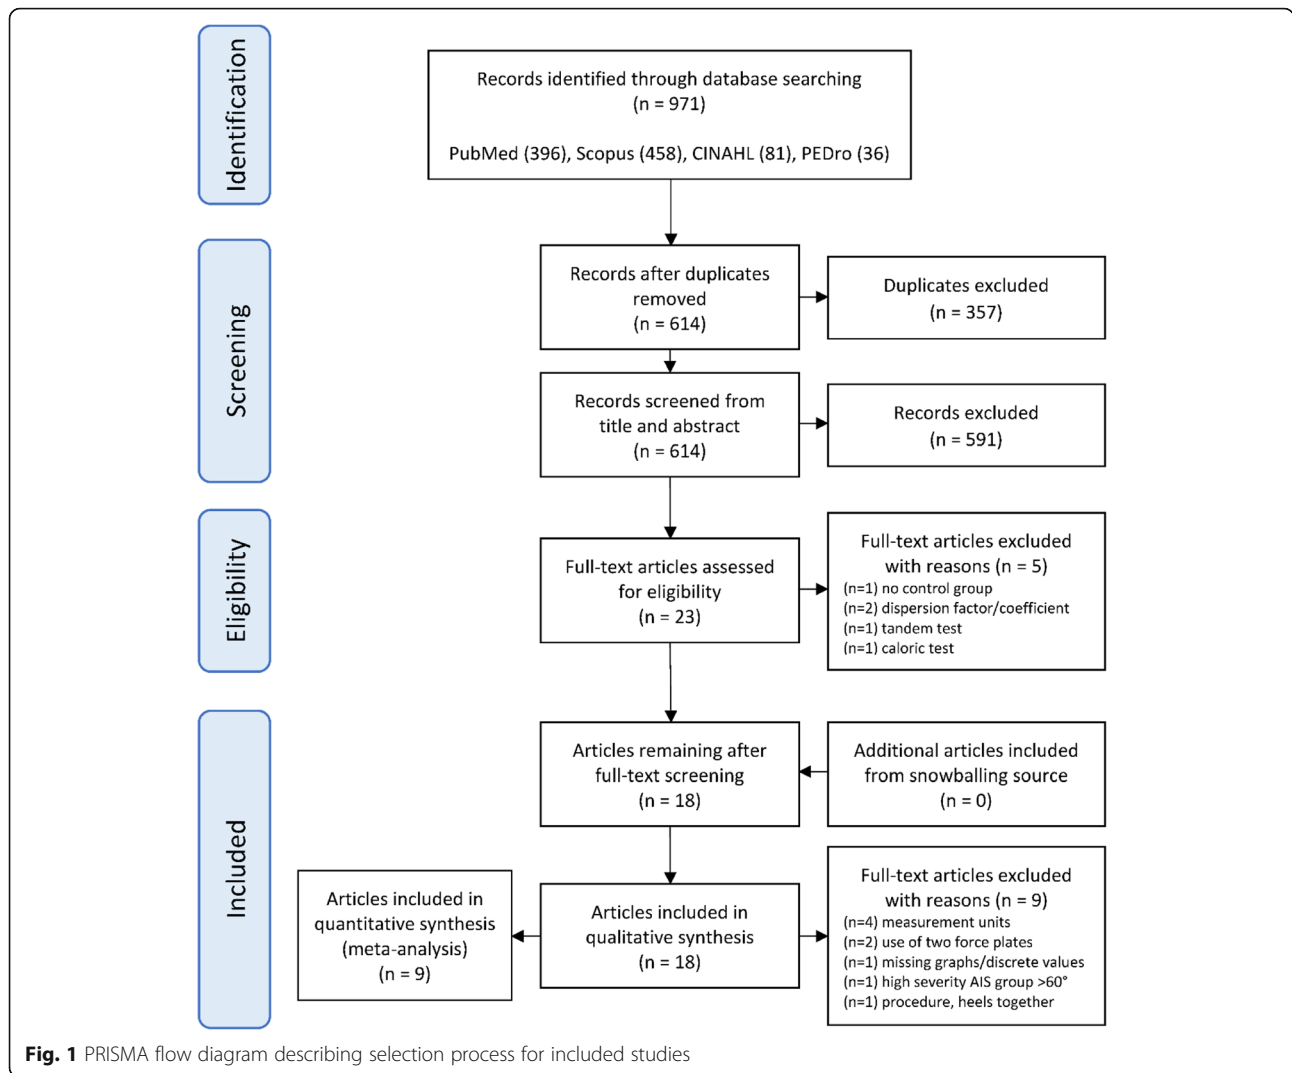 Identification
Records identified through database searching
(n = 971)
PubMed (396), Scopus (458), CINAHL (81), PEDro (36)
Screening
Records after duplicates
removed
(n = 614)
Duplicates excluded
(n = 357)
Records screened from
title and abstract
(n = 614)
Records excluded
(n = 591)
Eligibility
Full-text articles assessed
for eligibility
(n = 23)
Full-text articles excluded
with reasons (n = 5)
(n=1) no control group
(n=2) dispersion factor/coefficient
(n=1) tandem test
(n=1) caloric test
Included
Articles remaining after
full-text screening
(n = 18)
Additional articles included
from snowballing source
(n = 0)
Articles included in
quantitative synthesis
(meta-analysis)
(n = 9)
Articles included in
qualitative synthesis
(n = 18)
Full-text articles excluded
with reasons (n = 9)
(n=4) measurement units
(n=2) use of two force plates
(n=1) missing graphs/discrete values
(n=1) high severity AIS group >60°
(n=1) procedure, heels together
Fig. 1 PRISMA flow diagram describing selection process for included studies